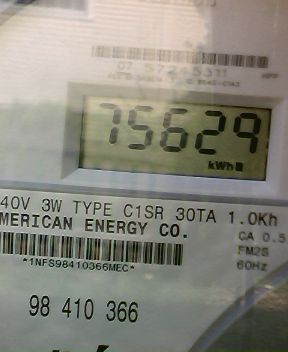 75629
kWh
40V 3W TYPE C1SR 30TA 1.0Kh
MERICAN ENERGY CO.
CA 0.5
FM2S
*1NFS98410366MEC*
60Hz
98 410 366